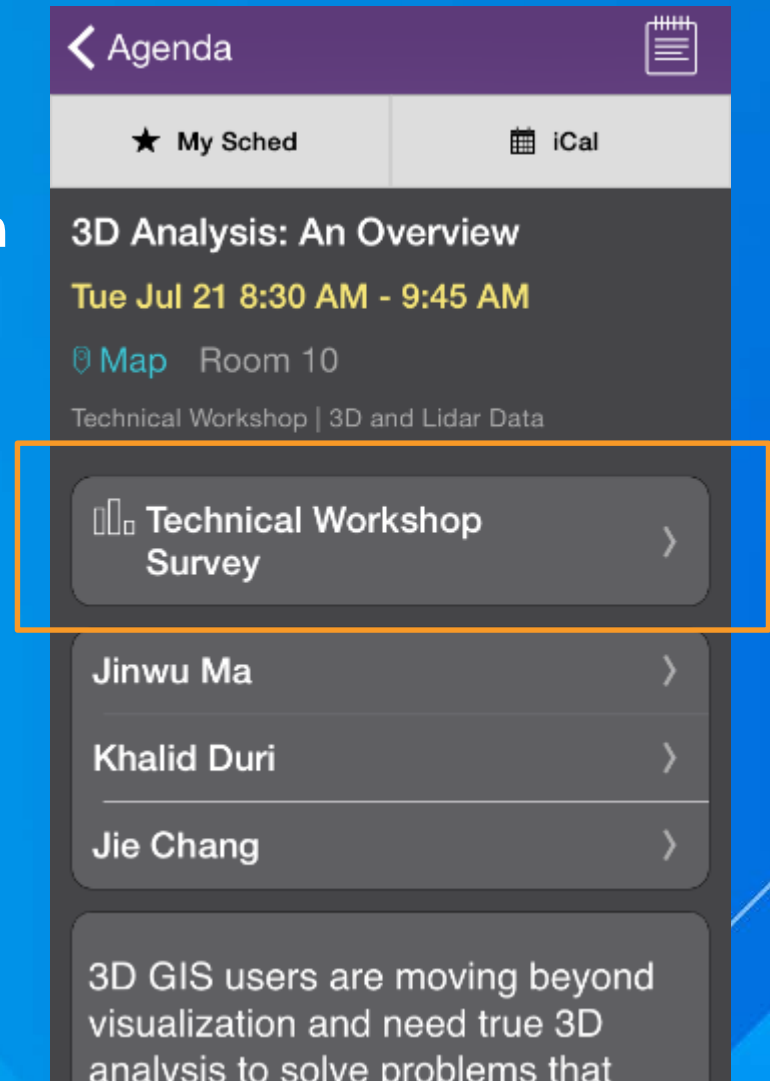 Agenda
My Sched
iCal
3D Analysis: An Overview
Tue Jul 21 8:30 AM - 9:45 AM
Map Room 10
Technical Workshop | 3D and Lidar Data
Technical Workshop
Survey
Jinwu Ma
Khalid Duri
Jie Chang
3D GIS users are moving beyond
visualization and need true 3D
analysis to solve problems that